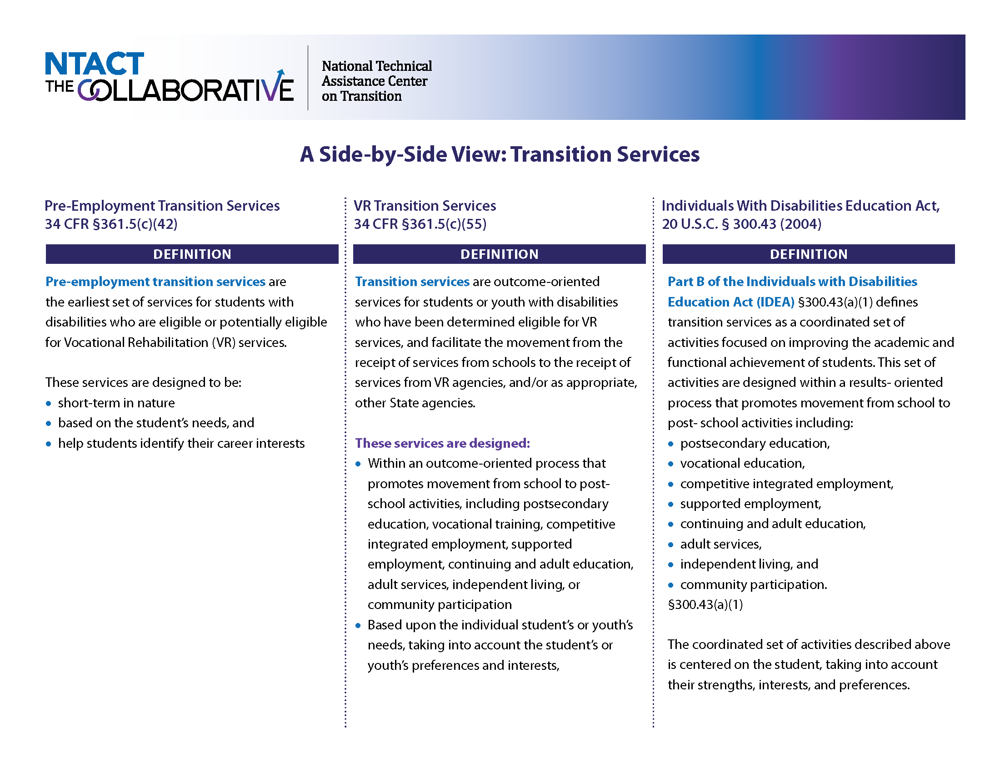 NTACT
THE COLLABORATIVE
National Technical
Assistance Center
on Transition
A Side-by-Side View: Transition Services
Pre-Employment Transition Services
34 CFR §361.5(c)(42)
DEFINITION
Pre-employment transition services are
the earliest set of services for students with
disabilities who are eligible or potentially eligible
for Vocational Rehabilitation (VR) services.
These services are designed to be:
• short-term in nature
• based on the student’s needs, and
• help students identify their career interests
VR Transition Services
34 CFR §361.5(c)(55)
DEFINITION
Transition services are outcome-oriented
services for students or youth with disabilities
who have been determined eligible for VR
services, and facilitate the movement from the
receipt of services from schools to the receipt of
services from VR agencies, and/or as appropriate,
other State agencies.
These services are designed:
• Within an outcome-oriented process that
promotes movement from school to post-
school activities, including postsecondary
education, vocational training, competitive
integrated employment, supported
employment, continuing and adult education,
adult services, independent living, or
community participation
• Based upon the individual student’s or youth’s
needs, taking into account the student’s or
youth’s preferences and interests,
Individuals With Disabilities Education Act,
20 U.S.C. § 300.43 (2004)
DEFINITION
Part B of the Individuals with Disabilities
Education Act (IDEA) §300.43(a)(1) defines
transition services as a coordinated set of
activities focused on improving the academic and
functional achievement of students. This set of
activities are designed within a results- oriented
process that promotes movement from school to
post- school activities including:
• postsecondary education,
• vocational education,
• competitive integrated employment,
• supported employment,
• continuing and adult education,
• adult services,
• independent living, and
• community participation.
§300.43(a)(1)
The coordinated set of activities described above
is centered on the student, taking into account
their strengths, interests, and preferences.